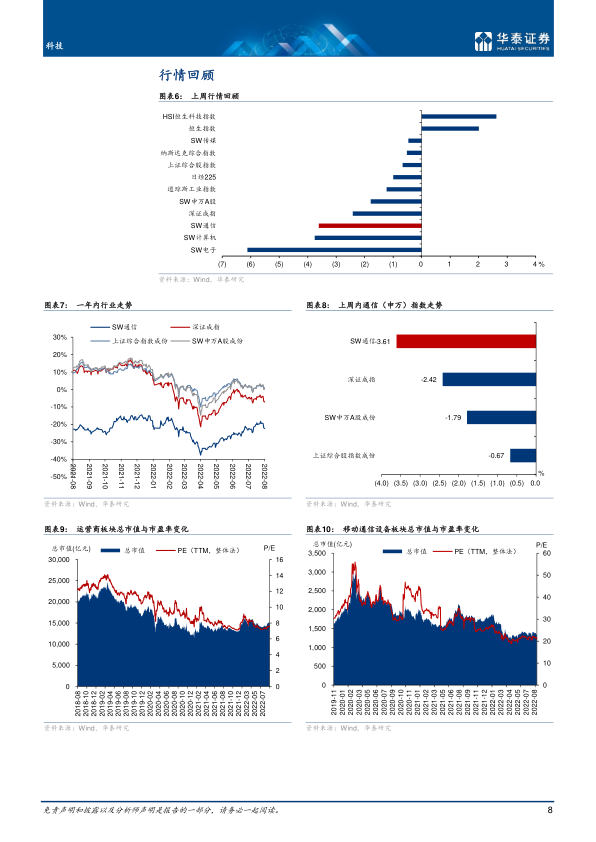 科技
华泰证券
HUATAI SECURITIES
行情回顾
图表6： 上周行情回顾
HSI恒生科技指数
恒生指数
SW传媒
纳斯达克综合指数
上证综合股指数
日经225
道琼斯工业指数
SW申万A股
深证成指
SW通信
SW计算机
SW电子
(7) (6) (5) (4) (3) (2) (1) 0 1 2 3 4 %
资料来源：Wind，华泰研究
图表7： 一年内行业走势
SW通信 深证成指
上证综合指数成份 SW申万A股成份
30%
20%
10%
0%
-10%
-20%
-30%
-40%
-50%
2021-08 2021-09 2021-10 2021-11 2021-12 2022-01 2022-02 2022-03 2022-04 2022-05 2022-06 2022-07 2022-08
资料来源：Wind，华泰研究
图表8： 上周内通信（申万）指数走势
SW通信 -3.61
深证成指 -2.42
SW申万A股成份 -1.79
上证综合股指数成份 -0.67
%
(4.0) (3.5) (3.0) (2.5) (2.0) (1.5) (1.0) (0.5) 0.0
资料来源：Wind，华泰研究
图表9： 运营商板块总市值与市盈率变化
总市值(亿元) 总市值 PE（TTM，整体法） P/E
30,000 16
25,000 14
20,000 12
15,000 10
10,000 8
5,000 6
0 4
2
0
2018-08 2018-10 2018-12 2019-02 2019-04 2019-06 2019-08 2019-10 2019-12 2020-02 2020-04 2020-06 2020-08 2020-10 2020-12 2021-02 2021-04 2021-06 2021-08 2021-10 2021-12 2022-03 2022-05 2022-07
资料来源：Wind，华泰研究
图表10： 移动通信设备板块总市值与市盈率变化
总市值(亿元) 总市值 PE（TTM，整体法） P/E
3,500 60
3,000 50
2,500 40
2,000 30
1,500 20
1,000 10
500 0
0
2019-11 2020-01 2020-02 2020-04 2020-05 2020-06 2020-07 2020-08 2020-10 2020-11 2021-01 2021-02 2021-03 2021-05 2021-06 2021-08 2021-09 2021-11 2021-12 2022-01 2022-03 2022-04 2022-05 2022-07 2022-08
资料来源：Wind，华泰研究
免责声明和披露以及分析师声明是报告的一部分，请务必一起阅读。
8